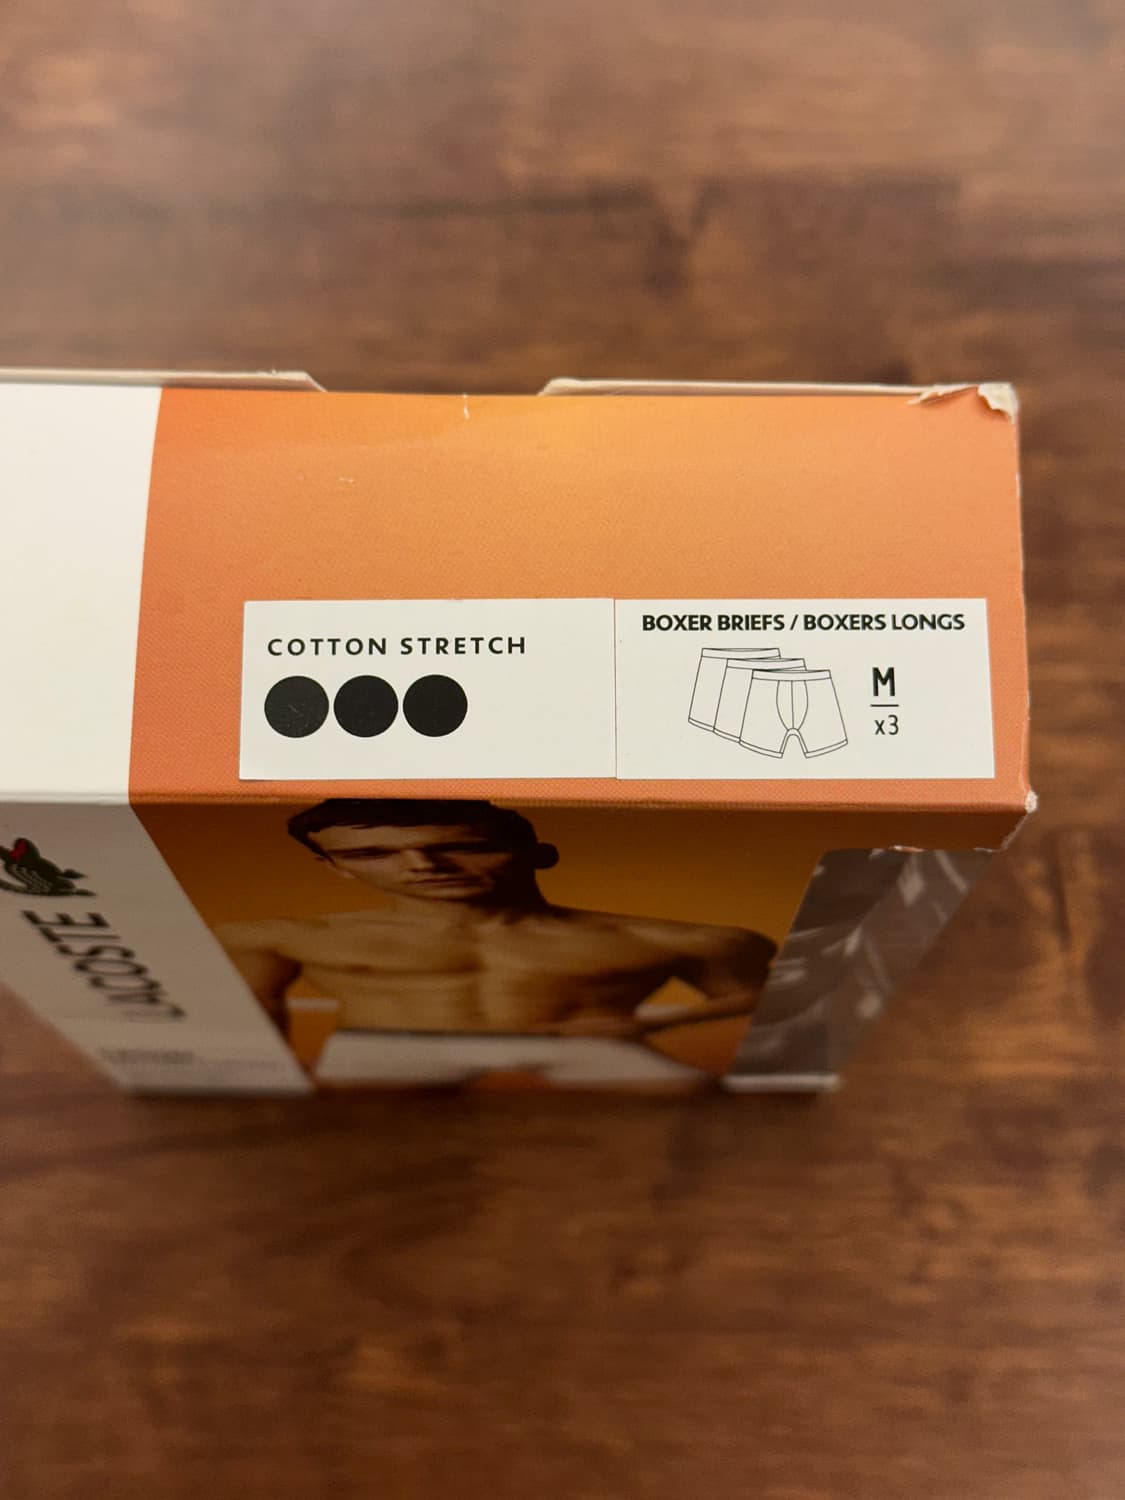 COTTON STRETCH
BOXER BRIEFS / BOXERS LONGS
M
x3
LACOSTE